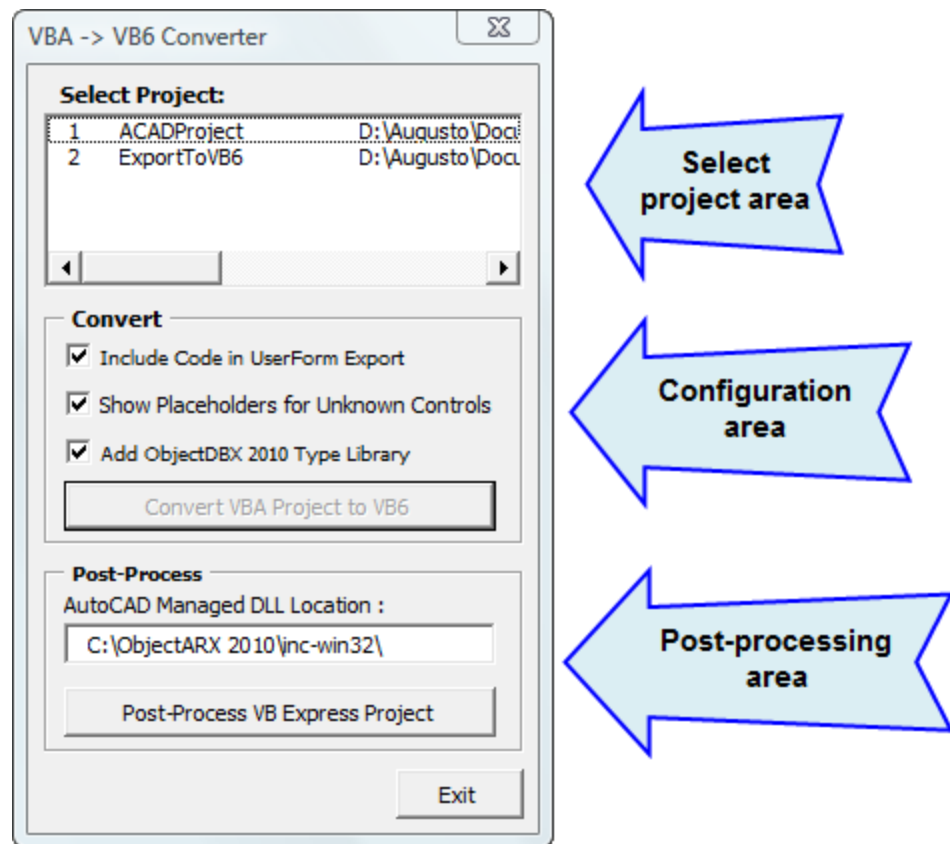 VBA -> VB6 Converter
Select Project:
1 ACADProject D:\Augusto\Docu
2 ExportToVB6 D:\Augusto\Docu
Select
project area
Convert
Include Code in UserForm Export
Show Placeholders for Unknown Controls
Add ObjectDBX 2010 Type Library
Convert VBA Project to VB6
Configuration
area
Post-Process
AutoCAD Managed DLL Location :
C:\ObjectARX 2010\inc-win32\
Post-Process VB Express Project
Post-processing
area
Exit